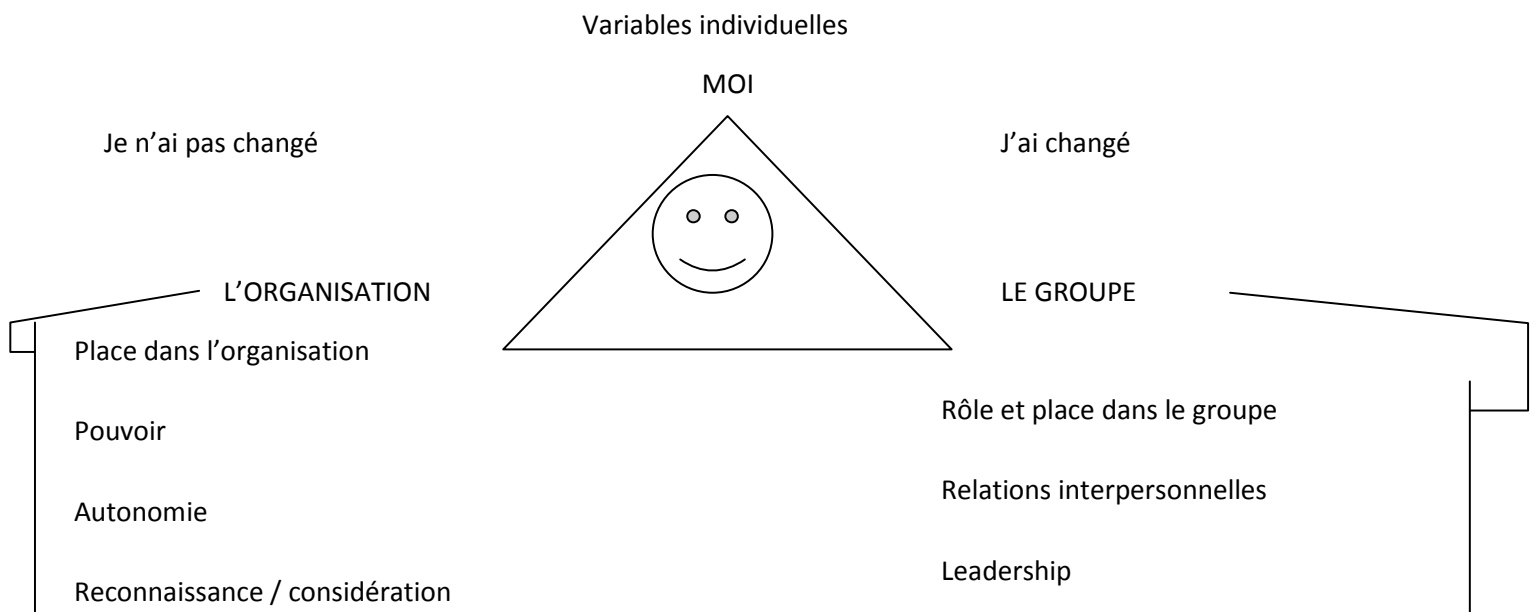 Variables individuelles
MOI
Je n’ai pas changé
J’ai changé
L’ORGANISATION
LE GROUPE
Place dans l’organisation
Pouvoir
Autonomie
Reconnaissance / considération
Rôle et place dans le groupe
Relations interpersonnelles
Leadership